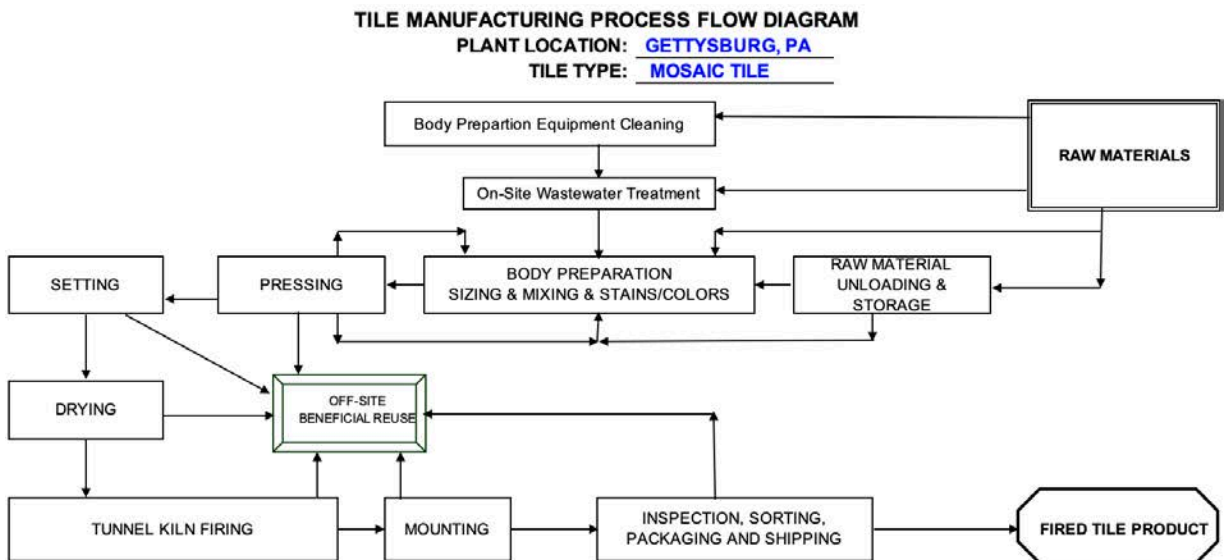 TILE MANUFACTURING PROCESS FLOW DIAGRAM
PLANT LOCATION: GETTYSBURG, PA
TILE TYPE: MOSAIC TILE
Body Prepartion Equipment Cleaning
RAW MATERIALS
On-Site Wastewater Treatment
SETTING
PRESSING
BODY PREPARATION
SIZING & MIXING & STAINS/COLORS
RAW MATERIAL
UNLOADING &
STORAGE
DRYING
OFF-SITE
BENEFICIAL REUSE
TUNNEL KILN FIRING
MOUNTING
INSPECTION, SORTING,
PACKAGING AND SHIPPING
FIRED TILE PRODUCT